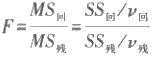 F = MS回/MS残 = SS回/ν回 / SS残/ν残